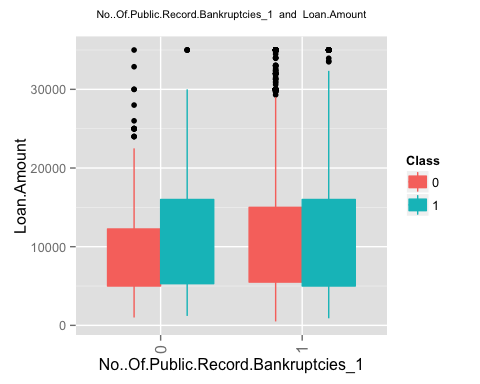 No..Of.Public.Record.Bankruptcies_1 and Loan.Amount
Loan.Amount
30000
20000
10000
0
0
1
No..Of.Public.Record.Bankruptcies_1
Class
0
1